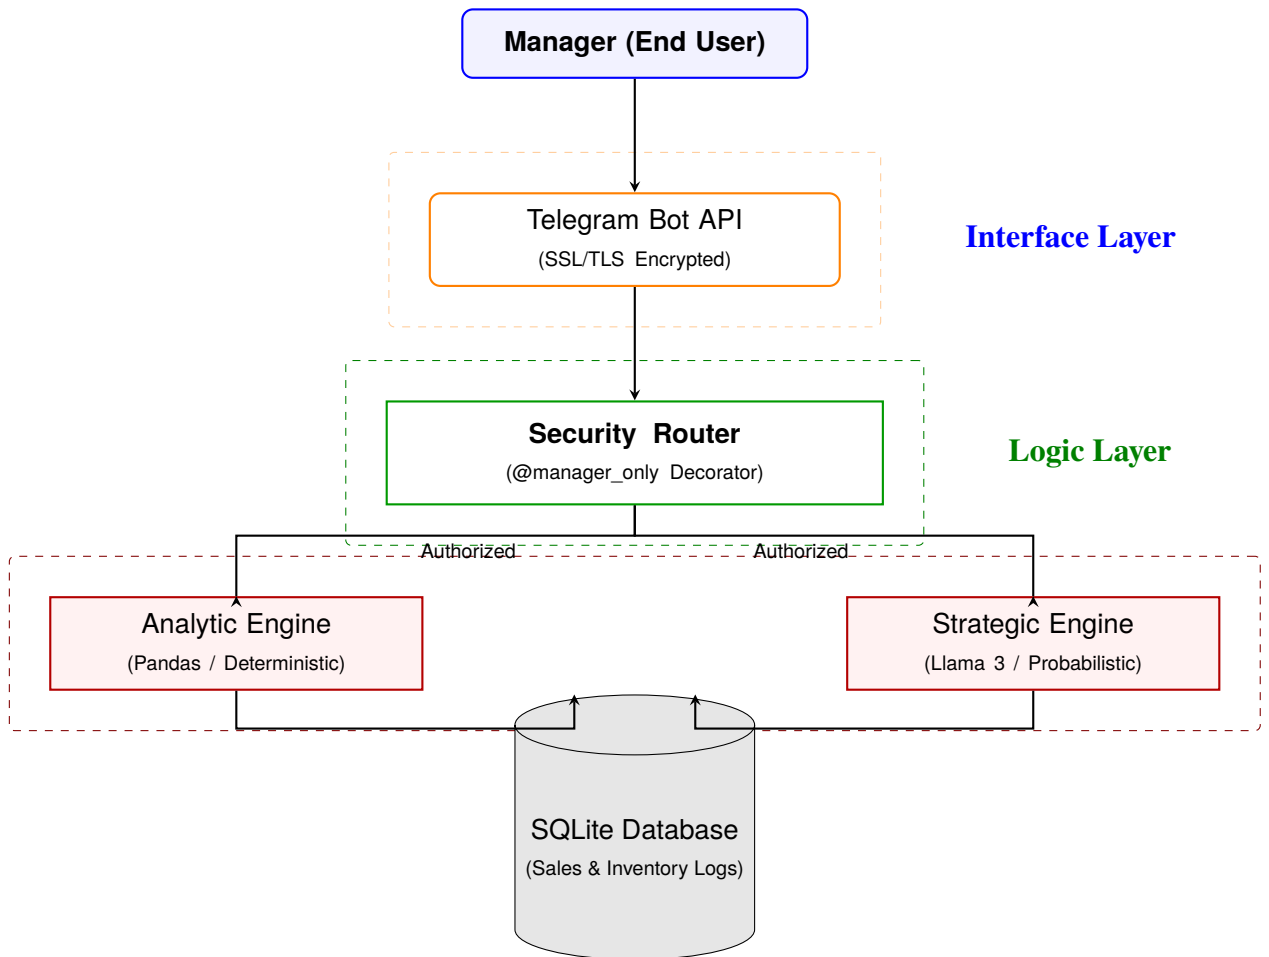 Manager (End User)
Telegram Bot API
(SSL/TLS Encrypted)
Interface Layer
Security Router
(@manager_only Decorator)
Logic Layer
Authorized
Authorized
Analytic Engine
(Pandas / Deterministic)
Strategic Engine
(Llama 3 / Probabilistic)
SQLite Database
(Sales & Inventory Logs)